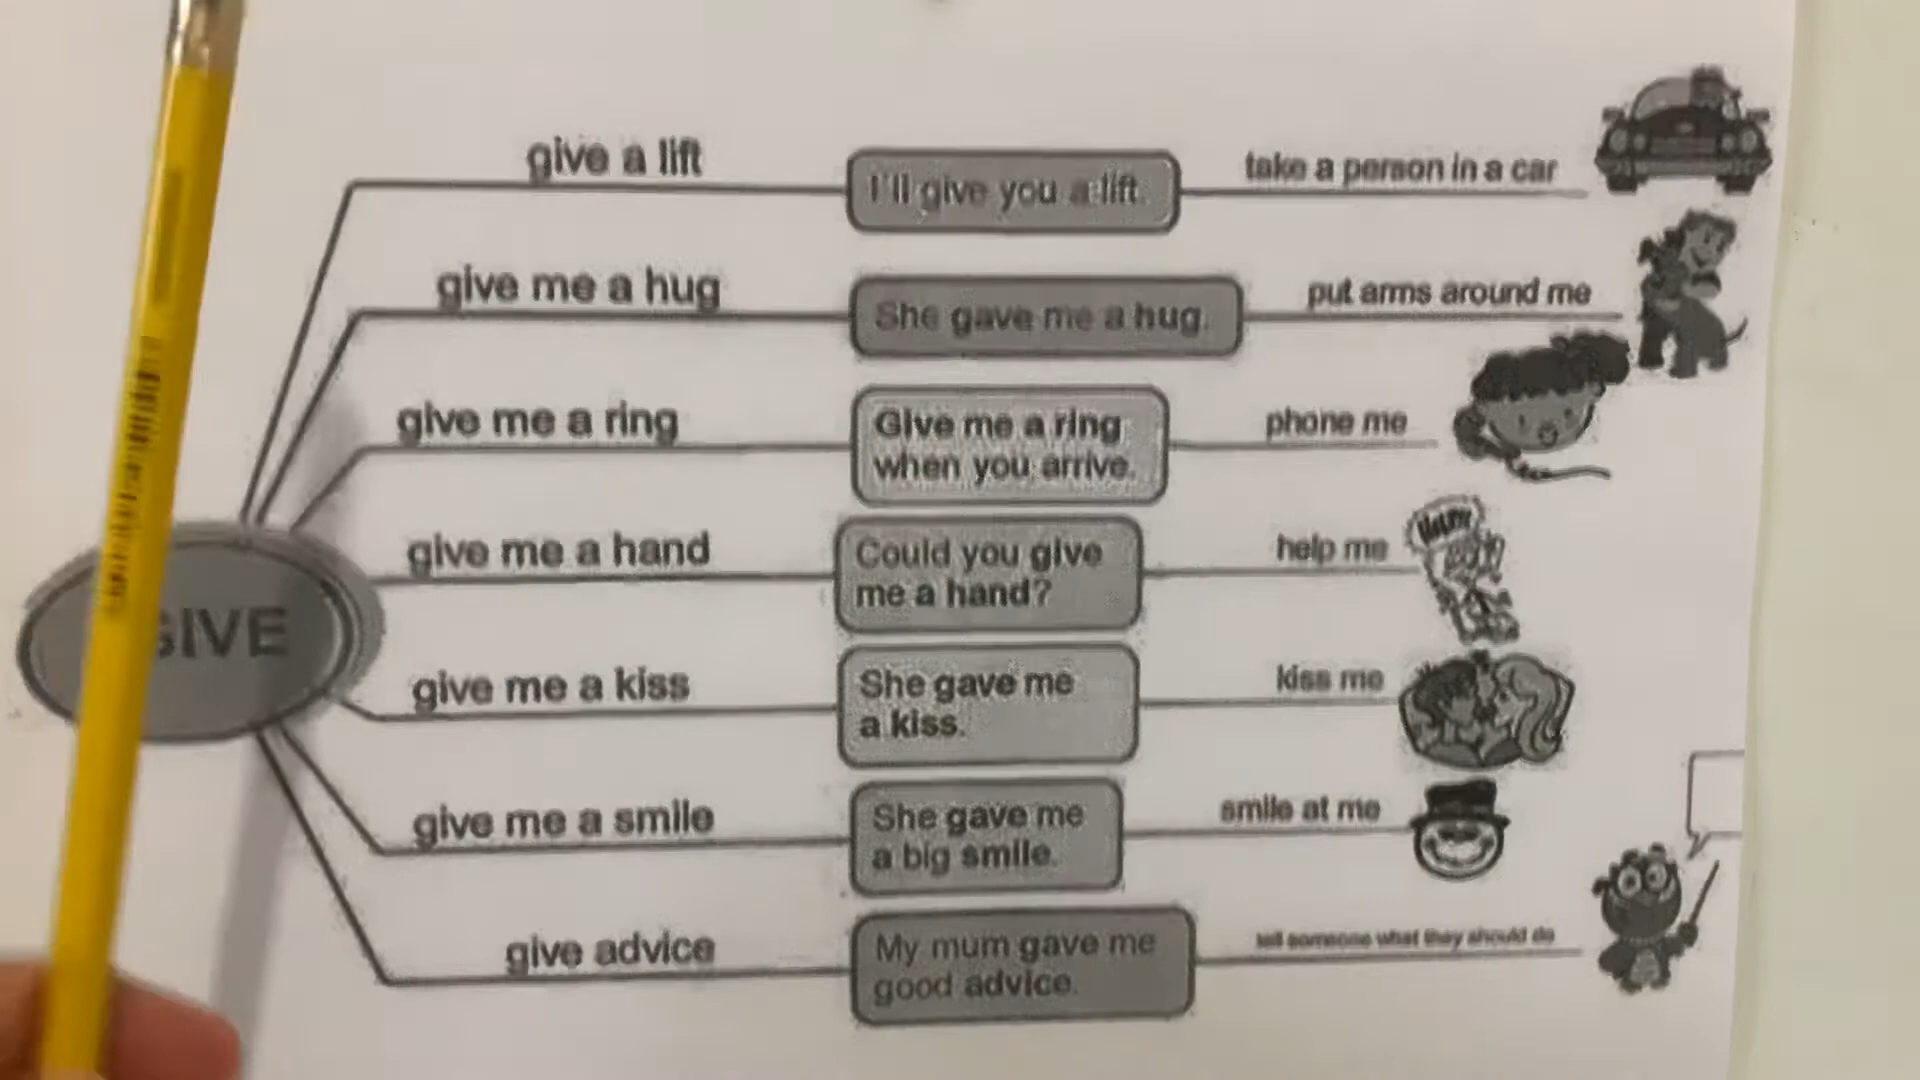 give a lift
I'll give you a lift.
take a person in a car
give me a hug
She gave me a hug.
put arms around me
give me a ring
Give me a ring
when you arrive.
phone me
give me a hand
Could you give
me a hand?
help me
GIVE
give me a kiss
She gave me
a kiss.
kiss me
give me a smile
She gave me
a big smile.
smile at me
give advice
My mum gave me
good advice.
tell someone what they should do